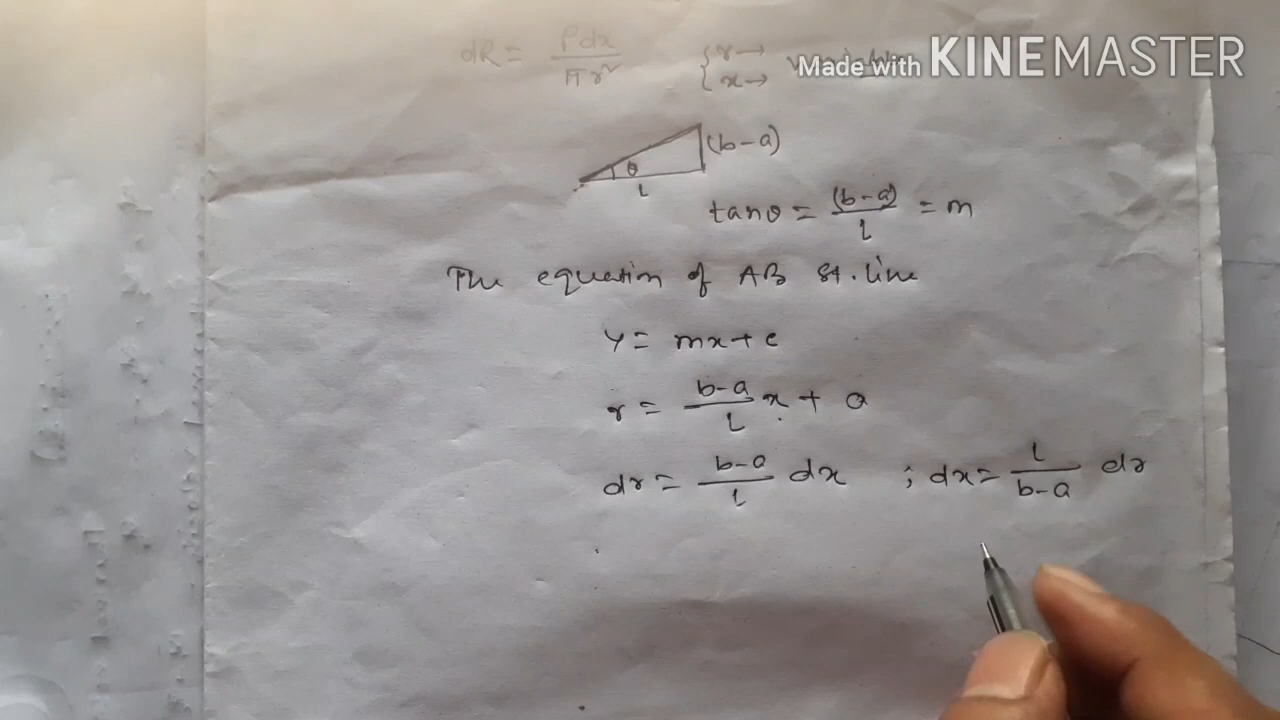 Made with KINEMASTER
dR = ρdx / πr² { r →
{ x →
(b-a)
θ
L
tanθ = (b-a) / L = m
The equation of AB st. line
y = mx + c
r = b-a / L x + a
dr = b-a / L dx ; dx = L / b-a dr